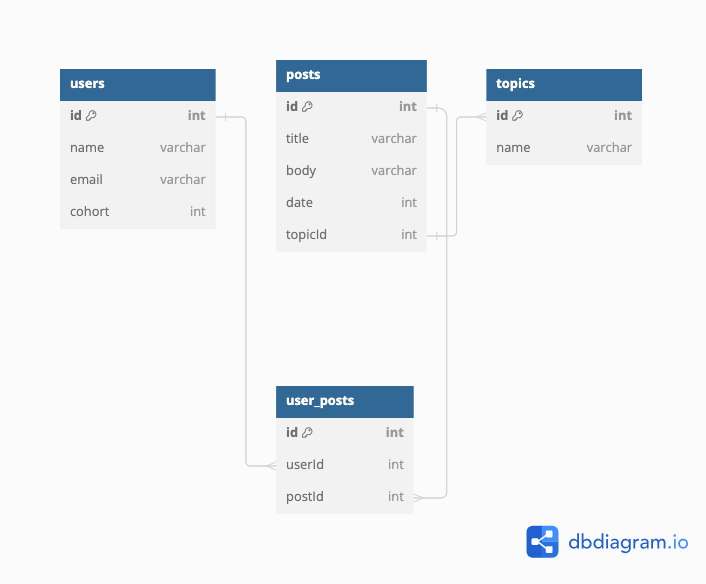 users
id int
name varchar
email varchar
cohort int
posts
id int
title varchar
body varchar
date int
topicId int
topics
id int
name varchar
user_posts
id int
userId int
postId int
dbdiagram.io